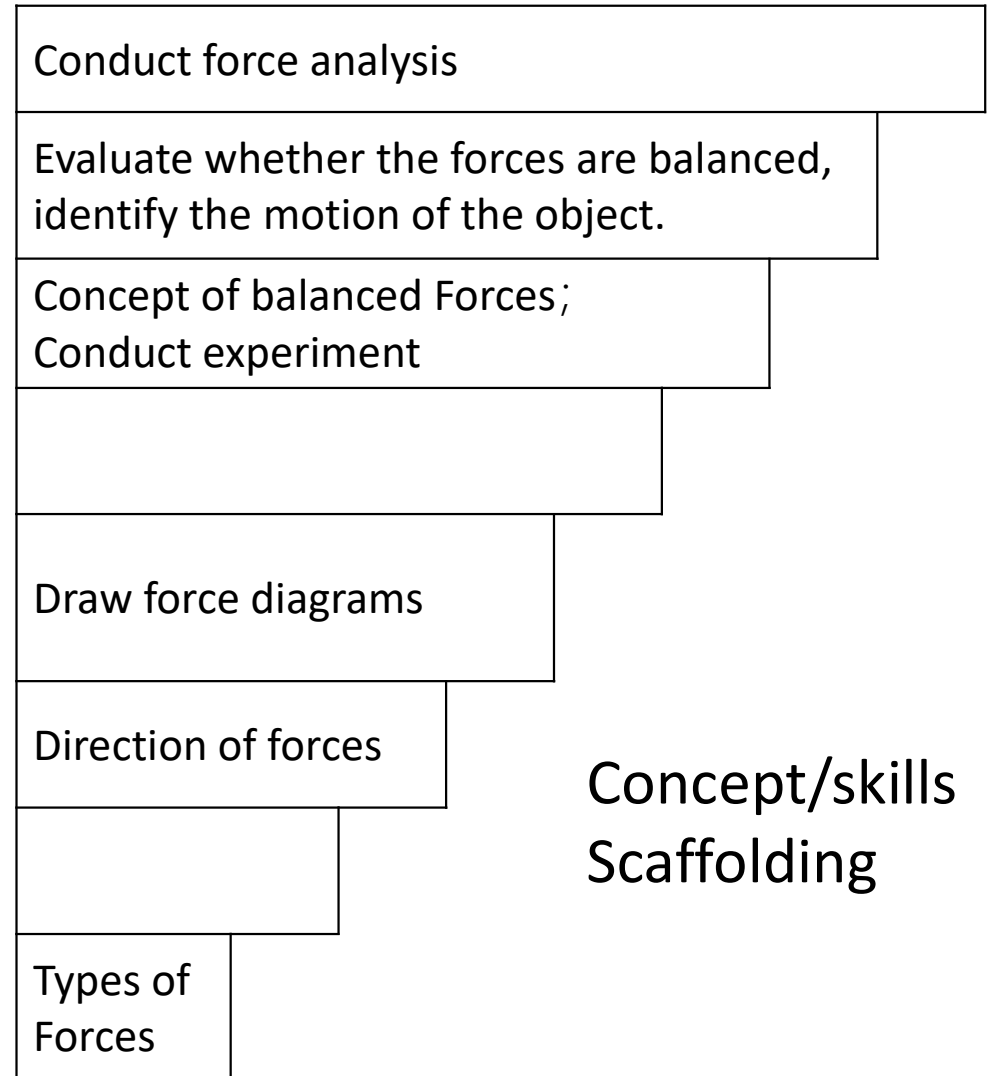 Conduct force analysis
Evaluate whether the forces are balanced,
identify the motion of the object.
Concept of balanced Forces；
Conduct experiment
Draw force diagrams
Direction of forces
Concept/skills
Scaffolding
Types of
Forces